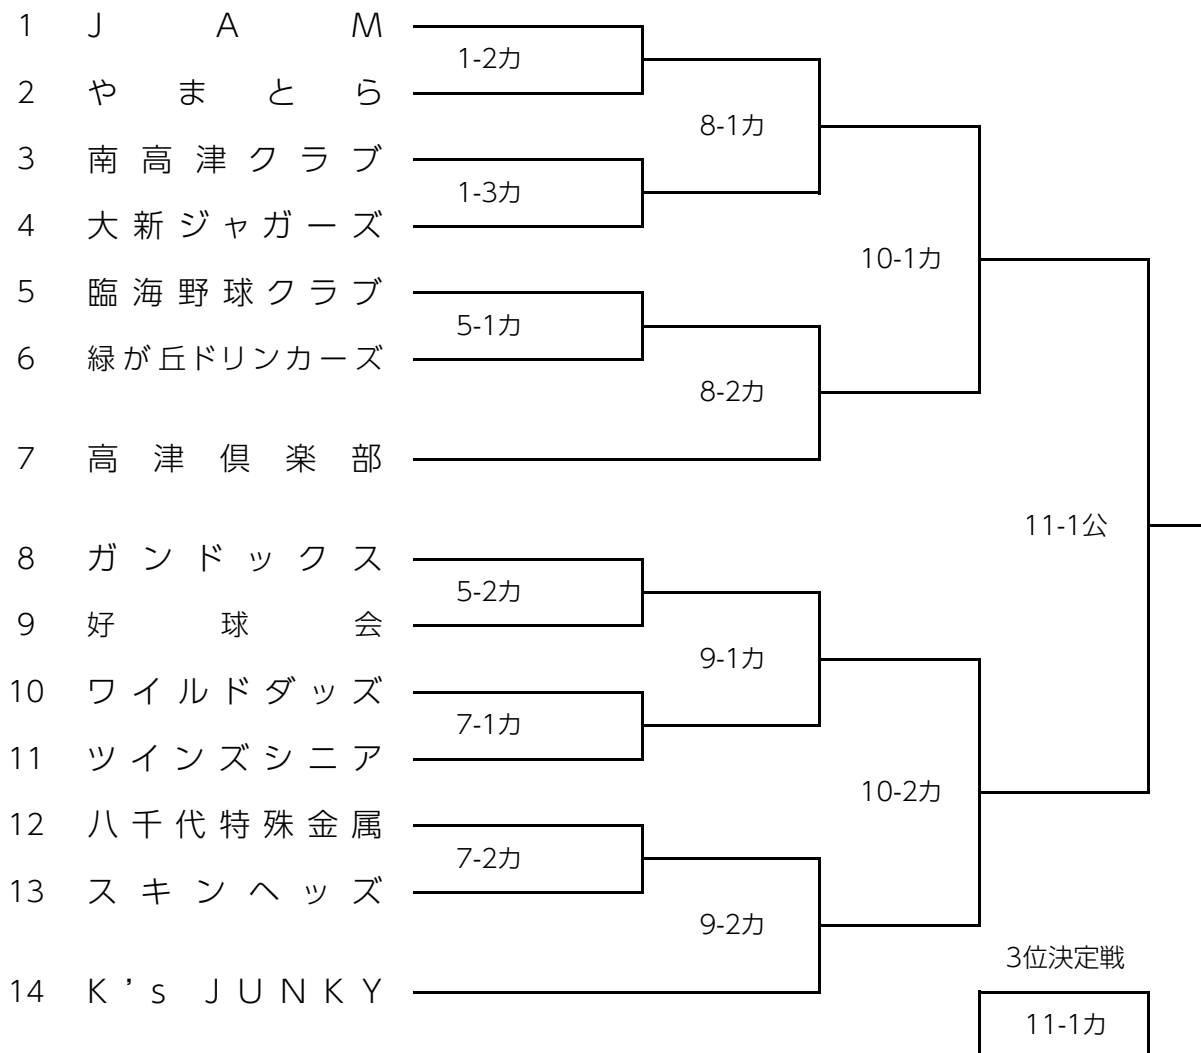 1 JAM
1-2カ
2 やまとら
8-1カ
3 南高津クラブ
1-3カ
4 大新ジャガーズ
10-1カ
5 臨海野球クラブ
5-1カ
6 緑が丘ドリンカーズ
8-2カ
7 高津倶楽部
11-1公
8 ガンドックス
5-2カ
9 好球会
9-1カ
10 ワイルドダッズ
7-1カ
11 ツインズシニア
10-2カ
12 八千代特殊金属
7-2カ
13 スキンヘッズ
9-2カ
3位決定戦
14 K's JUNKY
11-1カ